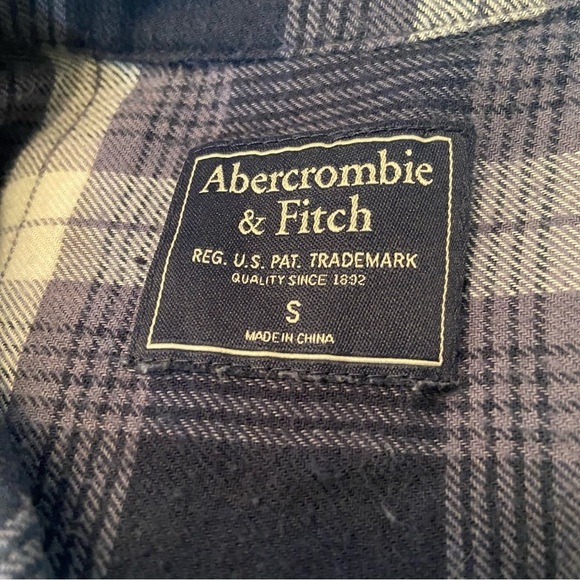 Abercrombie
& Fitch
REG. U.S. PAT. TRADEMARK
QUALITY SINCE 1892
S
MADE IN CHINA